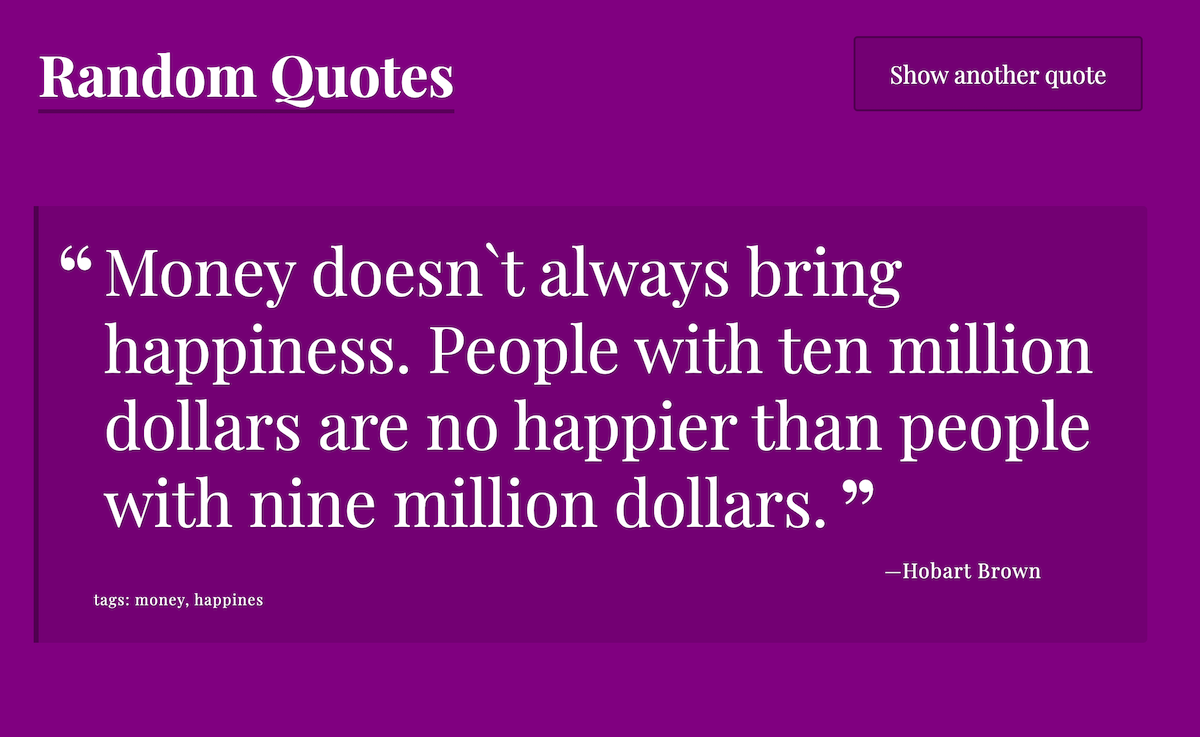 Random Quotes
Show another quote
“ Money doesn`t always bring
happiness. People with ten million
dollars are no happier than people
with nine million dollars. ”
—Hobart Brown
tags: money, happines